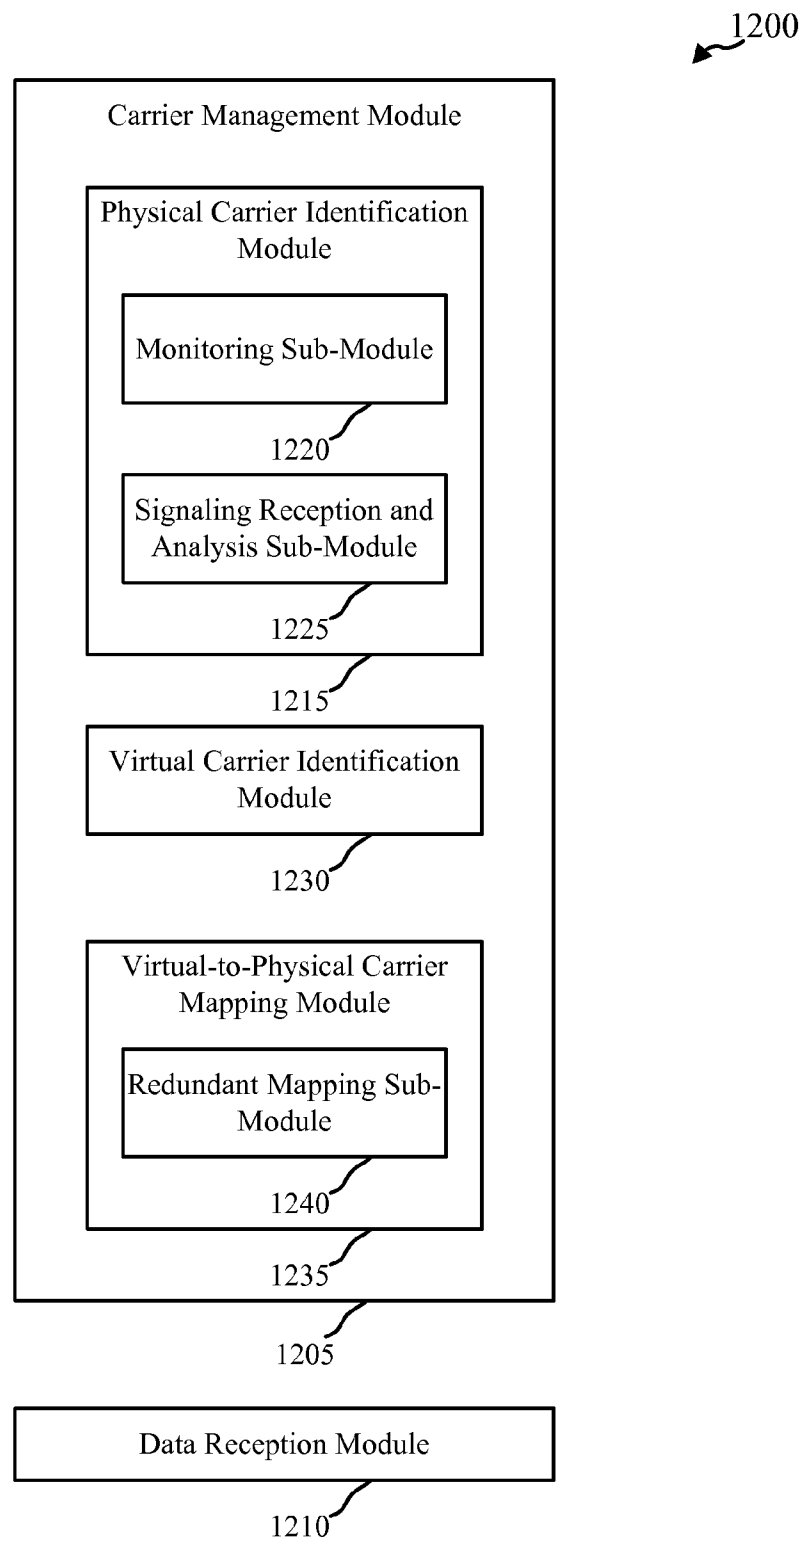 1200
Carrier Management Module
Physical Carrier Identification
Module
Monitoring Sub-Module
1220
Signaling Reception and
Analysis Sub-Module
1225
1215
Virtual Carrier Identification
Module
1230
Virtual-to-Physical Carrier
Mapping Module
Redundant Mapping Sub-
Module
1240
1235
1205
Data Reception Module
1210